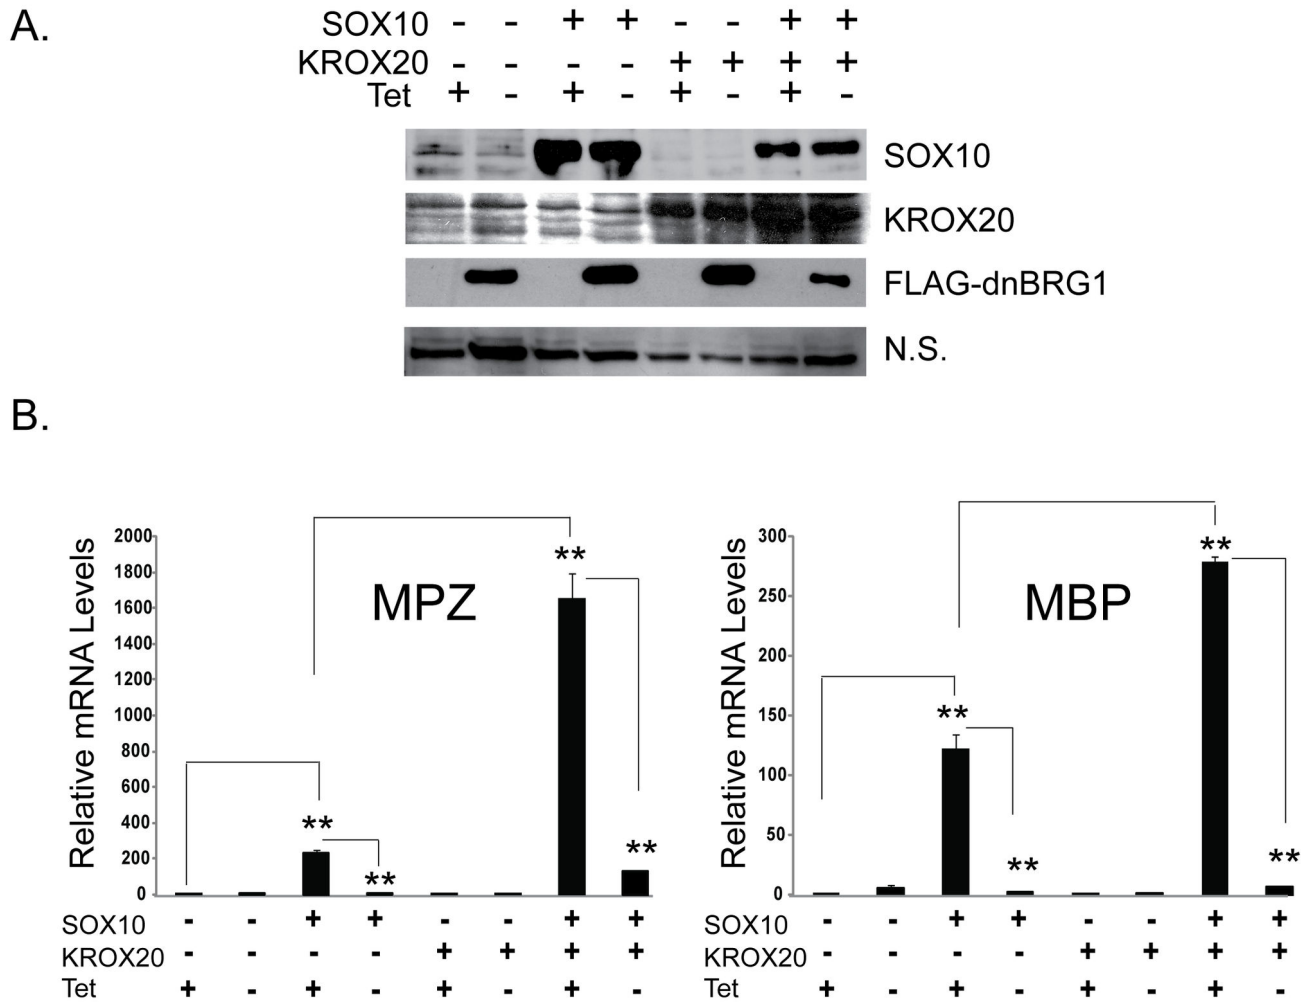 A.
SOX10 - - + + - - + +
KROX20 - - - - + + + +
Tet + - + - + - + -
SOX10
KROX20
FLAG-dnBRG1
N.S.
B.
Relative mRNA Levels
2000
1800
1600
1400
1200
1000
800
600
400
200
0
MPZ
**
**
**
**
SOX10 - - + + - - + +
KROX20 - - - - + + + +
Tet + - + - + - + -
Relative mRNA Levels
300
250
200
150
100
50
0
MBP
**
**
**
**
SOX10 - - + + - - + +
KROX20 - - - - + + + +
Tet + - + - + - + -